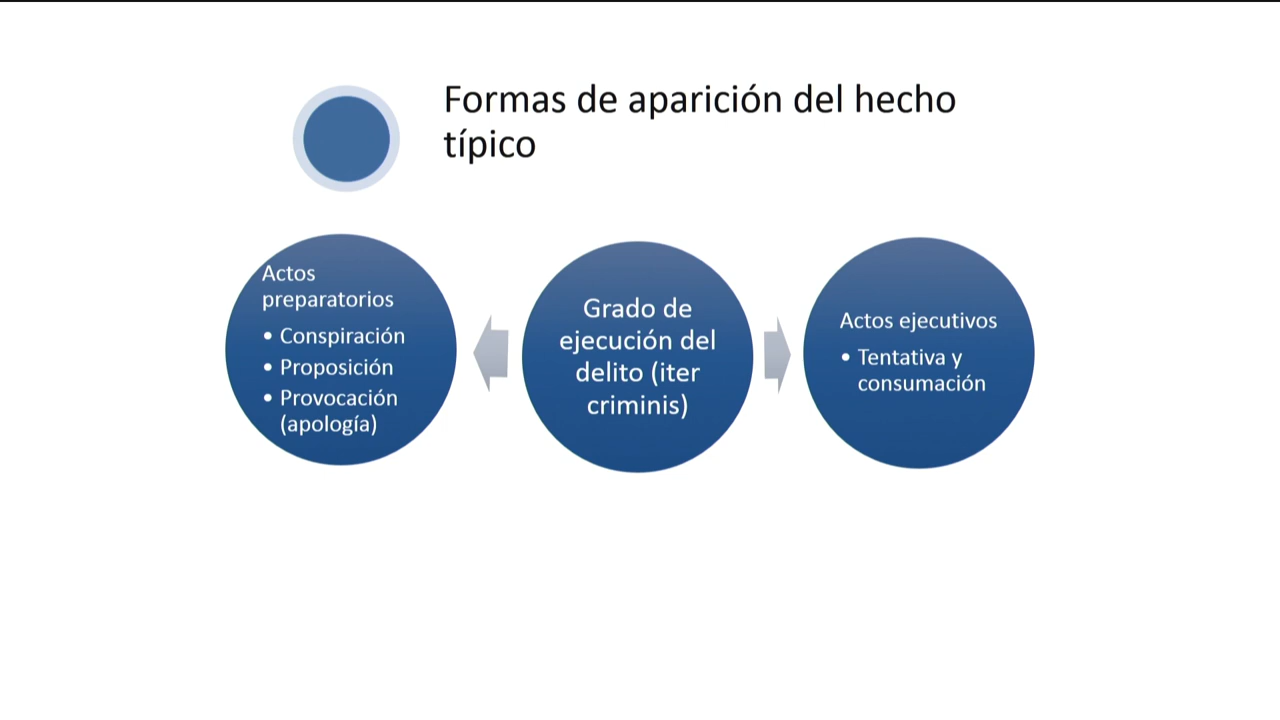 Formas de aparición del hecho
típico
Actos
preparatorios
• Conspiración
• Proposición
• Provocación
(apología)
Grado de
ejecución del
delito (iter
criminis)
Actos ejecutivos
• Tentativa y
consumación